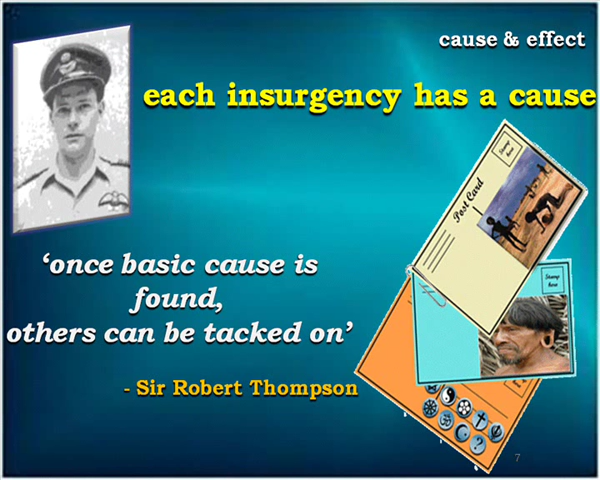 cause & effect
each insurgency has a cause
Stamp
here
Post Card
‘once basic cause is
found,
others can be tacked on’
Stamp
here
- Sir Robert Thompson
?
7